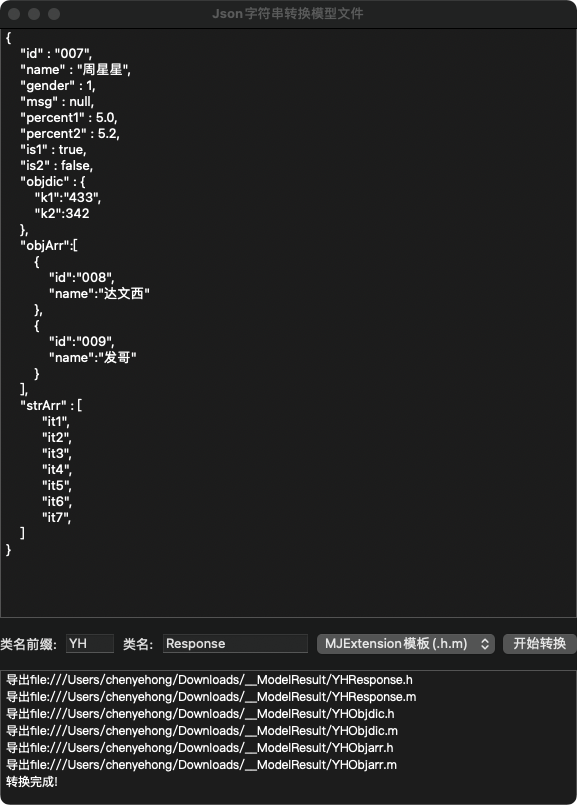 Json字符串转换模型文件
{
"id" : "007",
"name" : "周星星",
"gender" : 1,
"msg" : null,
"percent1" : 5.0,
"percent2" : 5.2,
"is1" : true,
"is2" : false,
"objdic" : {
"k1":"433",
"k2":342
},
"objArr":[
{
"id":"008",
"name":"达文西"
},
{
"id":"009",
"name":"发哥"
}
],
"strArr" : [
"it1",
"it2",
"it3",
"it4",
"it5",
"it6",
"it7",
]
}
类名前缀: YH 类名: Response MJExtension模板(.h.m) 开始转换
导出file:///Users/chenyehong/Downloads/__ModelResult/YHResponse.h
导出file:///Users/chenyehong/Downloads/__ModelResult/YHResponse.m
导出file:///Users/chenyehong/Downloads/__ModelResult/YHObjdic.h
导出file:///Users/chenyehong/Downloads/__ModelResult/YHObjdic.m
导出file:///Users/chenyehong/Downloads/__ModelResult/YHObjarr.h
导出file:///Users/chenyehong/Downloads/__ModelResult/YHObjarr.m
转换完成!